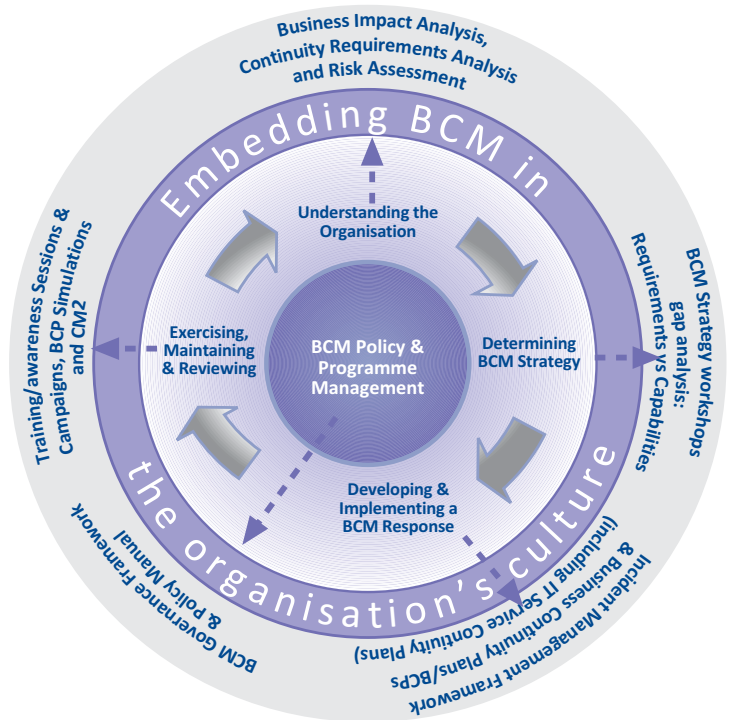 Business Impact Analysis,
Continuity Requirements Analysis
and Risk Assessment
Embedding BCM in
the organisation's culture
Understanding the
Organisation
Determining
BCM Strategy
Developing &
Implementing a
BCM Response
Exercising,
Maintaining
& Reviewing
BCM Policy &
Programme
Management
BCM Strategy workshops
gap analysis:
Requirements vs Capabilities
Incident Management Framework
& Business Continuity Plans/BCPs
(including IT Service Contiuity Plans)
BCM Governance Framework
& Policy Manual
Training/awareness Sessions &
Campaigns, BCP Simulations
and CM2